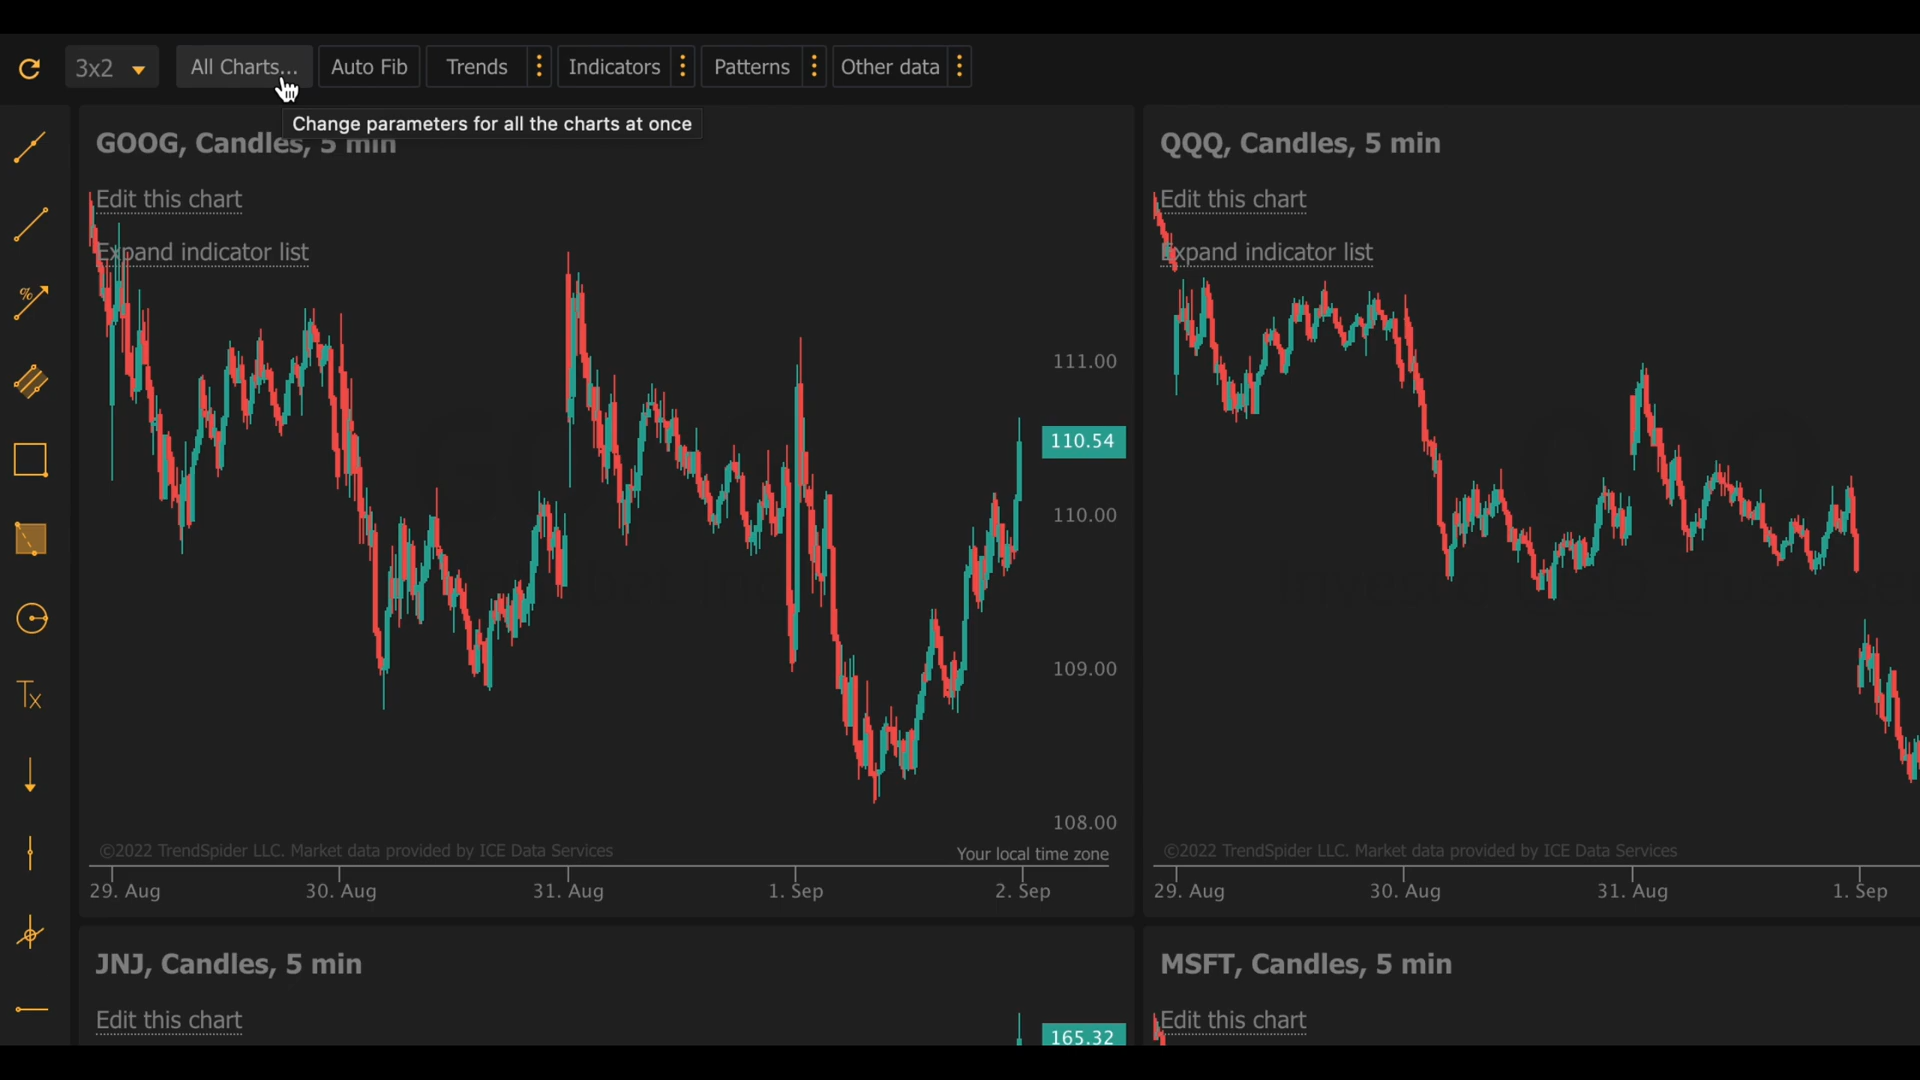 3x2
All Charts...
Auto Fib
Trends
Indicators
Patterns
Other data
Change parameters for all the charts at once
GOOG, Candles, 5 min
Edit this chart
Expand indicator list
111.00
110.54
110.00
109.00
108.00
©2022 TrendSpider LLC. Market data provided by ICE Data Services
Your local time zone
29. Aug
30. Aug
31. Aug
1. Sep
2. Sep
QQQ, Candles, 5 min
Edit this chart
Expand indicator list
©2022 TrendSpider LLC. Market data provided by ICE Data Services
29. Aug
30. Aug
31. Aug
1. Sep
%
Tx
JNJ, Candles, 5 min
Edit this chart
165.32
MSFT, Candles, 5 min
Edit this chart